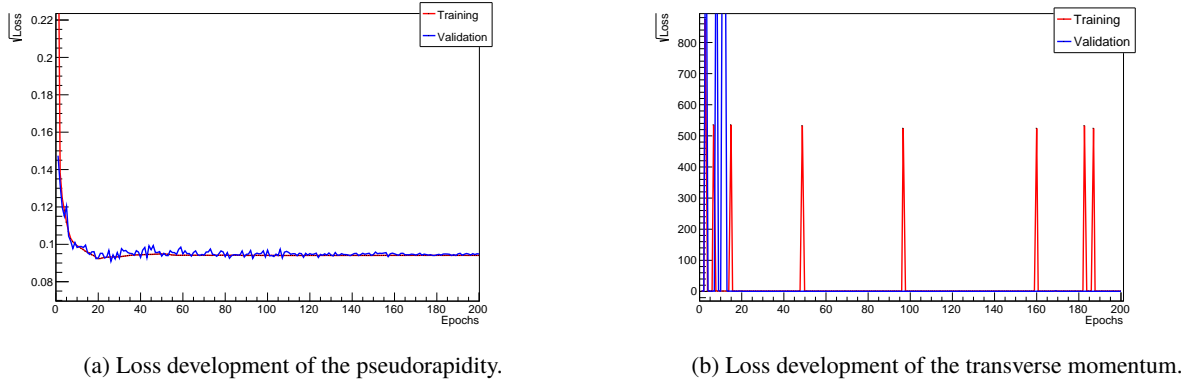 √Loss
0.22
0.2
0.18
0.16
0.14
0.12
0.1
0.08
0 20 40 60 80 100 120 140 160 180 200
Epochs
Training
Validation
(a) Loss development of the pseudorapidity.
√Loss
800
700
600
500
400
300
200
100
0
0 20 40 60 80 100 120 140 160 180 200
Epochs
Training
Validation
(b) Loss development of the transverse momentum.